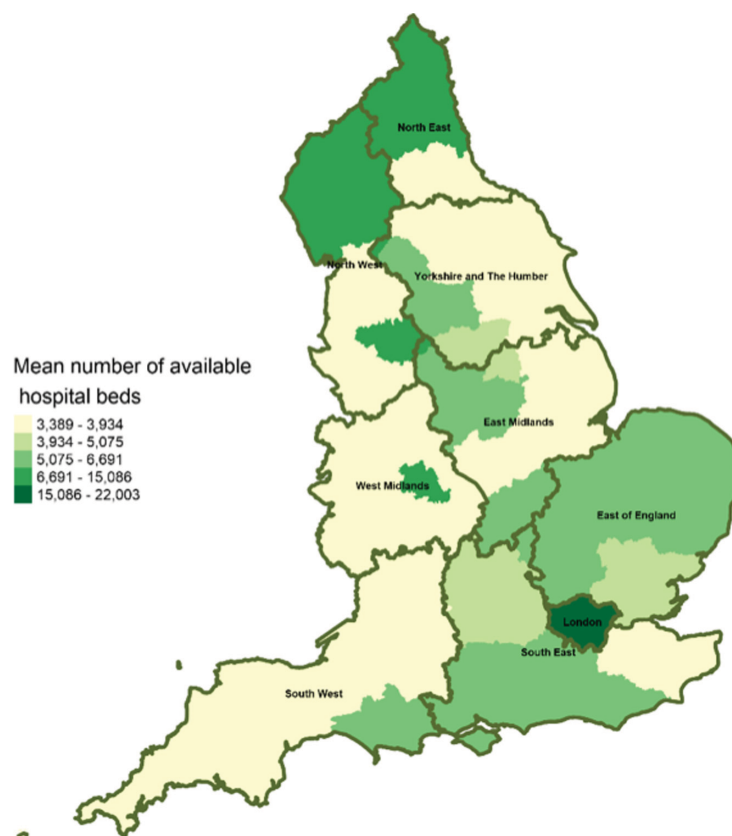 North East
North West
Yorkshire and The Humber
Mean number of available
hospital beds
3,389 - 3,934
3,934 - 5,075
5,075 - 6,691
6,691 - 15,086
15,086 - 22,003
East Midlands
West Midlands
East of England
London
South East
South West